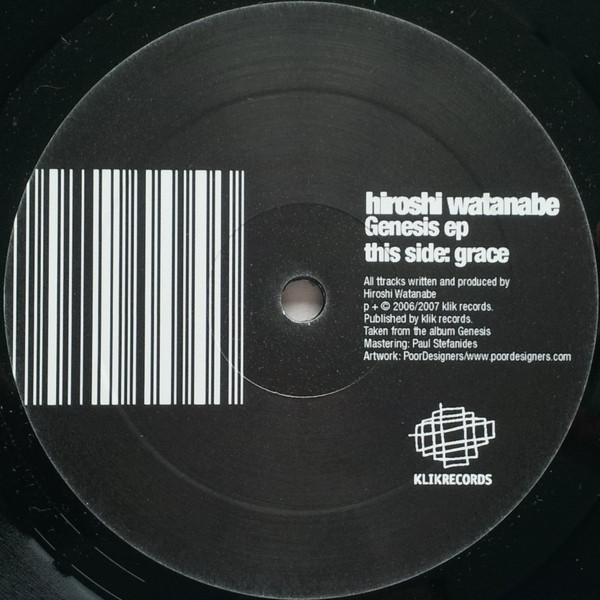 hiroshi watanabe
Genesis ep
this side: grace
All ttracks written and produced by
Hiroshi Watanabe
p + © 2006/2007 klik records.
Published by klik records.
Taken from the album Genesis
Mastering: Paul Stefanides
Artwork: PoorDesigners/www.poordesigners.com
KLIKRECORDS